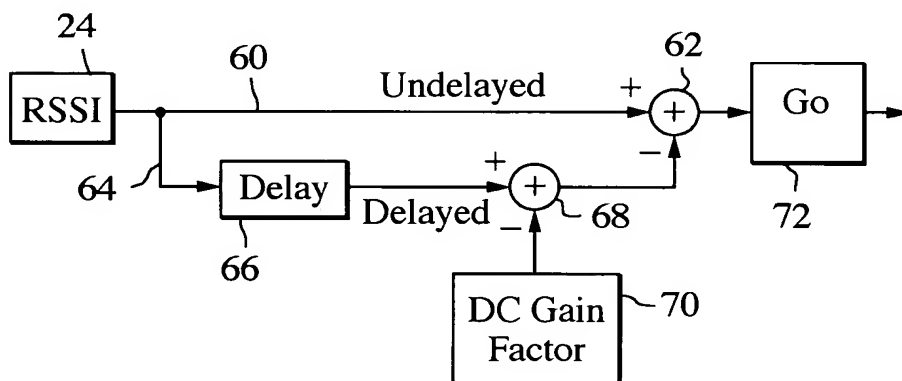 24
60
62
RSSI
Undelayed
+
+
Go
−
64
Delay
+
+
Delayed
68
72
66
−
70
DC Gain
Factor